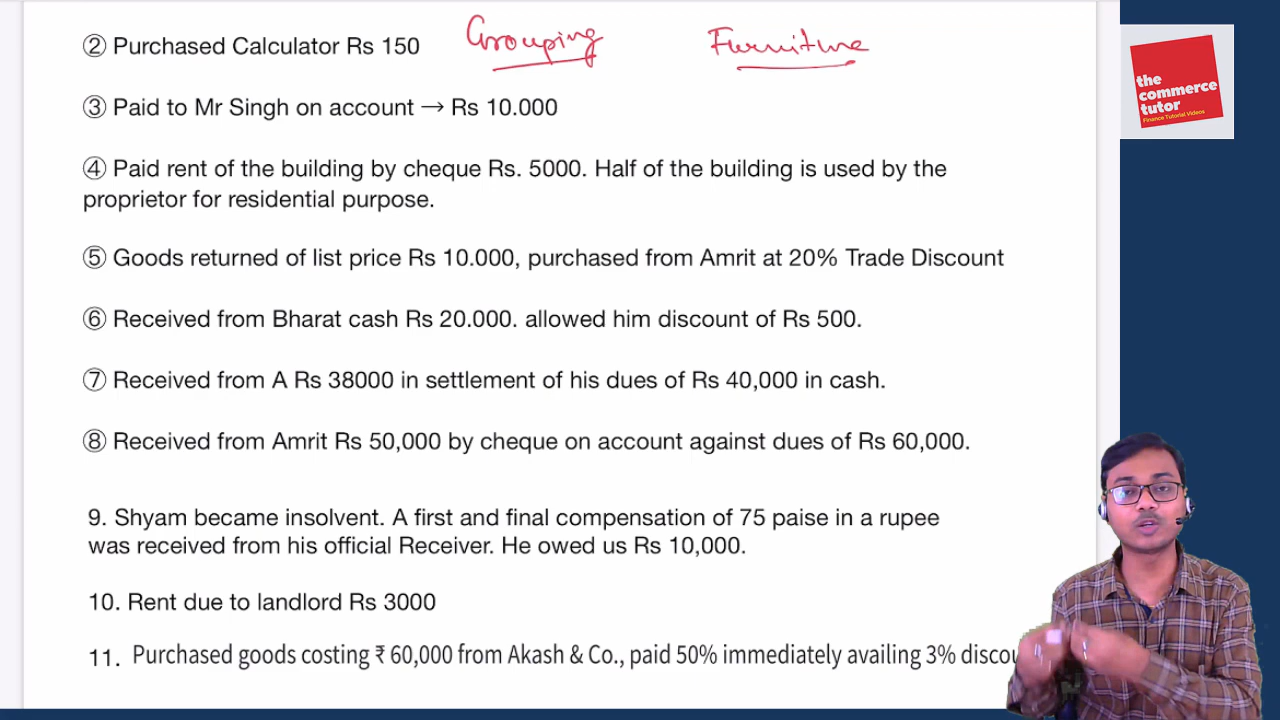 ② Purchased Calculator Rs 150
Grouping
Furniture
③ Paid to Mr Singh on account → Rs 10.000
④ Paid rent of the building by cheque Rs. 5000. Half of the building is used by the
proprietor for residential purpose.
⑤ Goods returned of list price Rs 10.000, purchased from Amrit at 20% Trade Discount
⑥ Received from Bharat cash Rs 20.000. allowed him discount of Rs 500.
⑦ Received from A Rs 38000 in settlement of his dues of Rs 40,000 in cash.
⑧ Received from Amrit Rs 50,000 by cheque on account against dues of Rs 60,000.
9. Shyam became insolvent. A first and final compensation of 75 paise in a rupee
was received from his official Receiver. He owed us Rs 10,000.
10. Rent due to landlord Rs 3000
11. Purchased goods costing ₹ 60,000 from Akash & Co., paid 50% immediately availing 3%
the
commerce
tutor
Finance Tutorial Videos